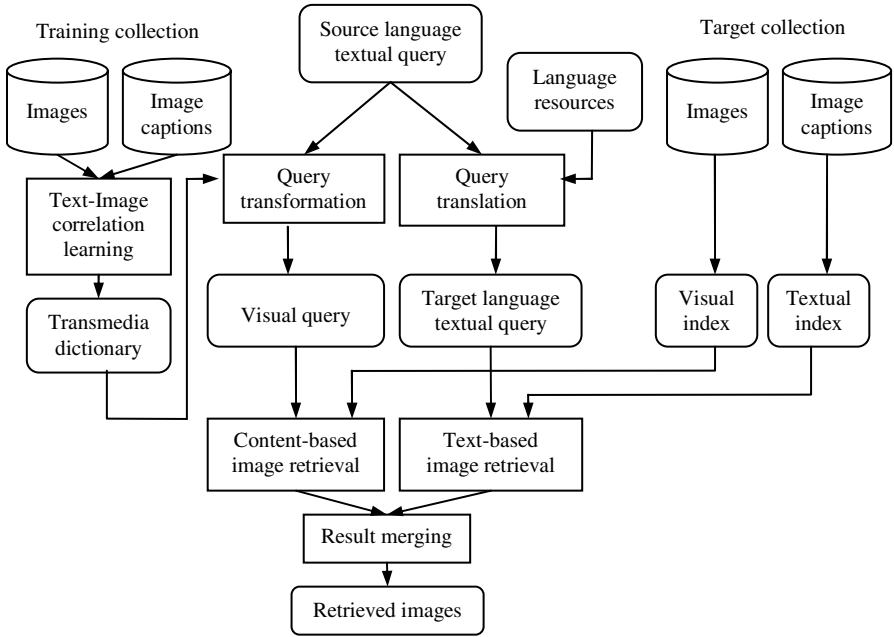 Training collection
Source language
textual query
Target collection
Images
Image
captions
Language
resources
Images
Image
captions
Text-Image
correlation
learning
Query
transformation
Query
translation
Transmedia
dictionary
Visual query
Target language
textual query
Visual
index
Textual
index
Content-based
image retrieval
Text-based
image retrieval
Result merging
Retrieved images